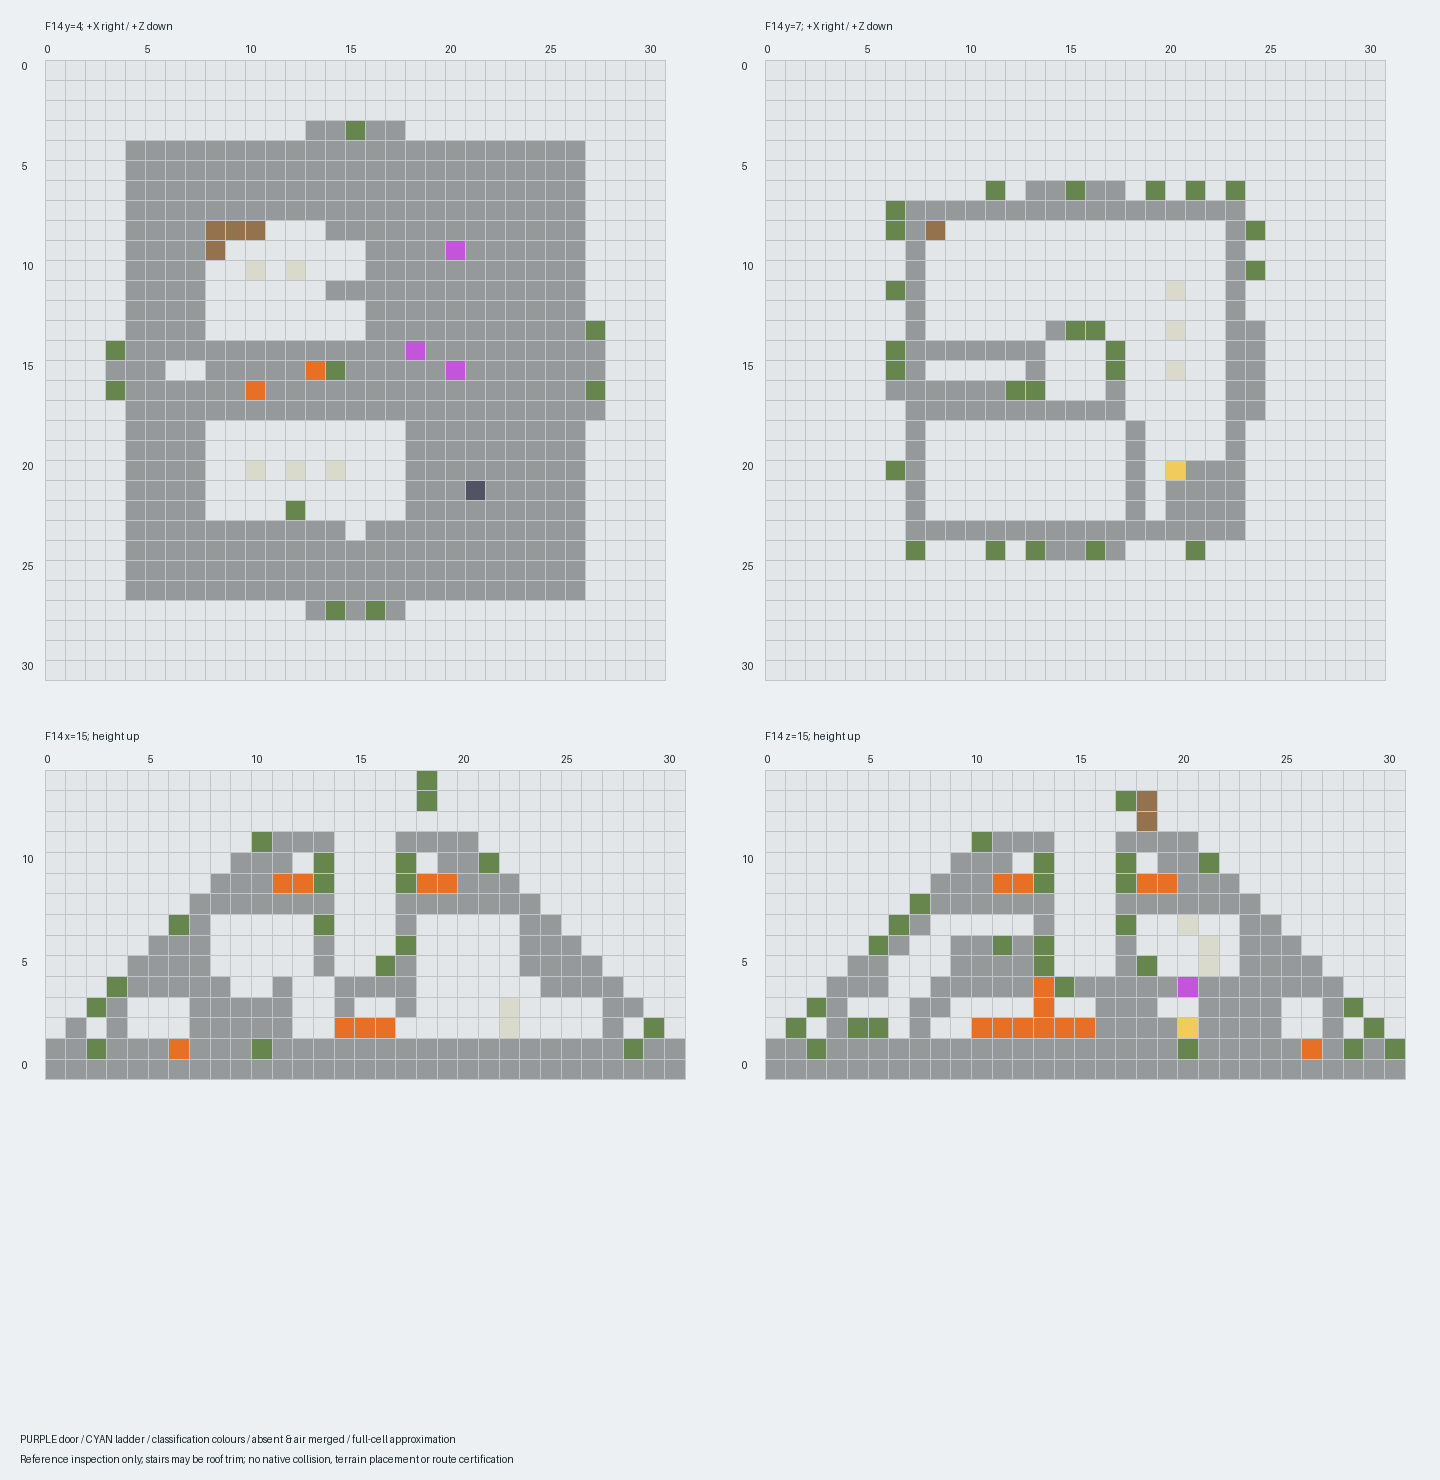 F14 y=4; +X right / +Z down
0 5 10 15 20 25 30
0
5
10
15
20
25
30
F14 y=7; +X right / +Z down
0 5 10 15 20 25 30
0
5
10
15
20
25
30
F14 x=15; height up
0 5 10 15 20 25 30
10
5
0
F14 z=15; height up
0 5 10 15 20 25 30
10
5
0
PURPLE door / CYAN ladder / classification colours / absent & air merged / full-cell approximation
Reference inspection only; stairs may be roof trim; no native collision, terrain placement or route certification